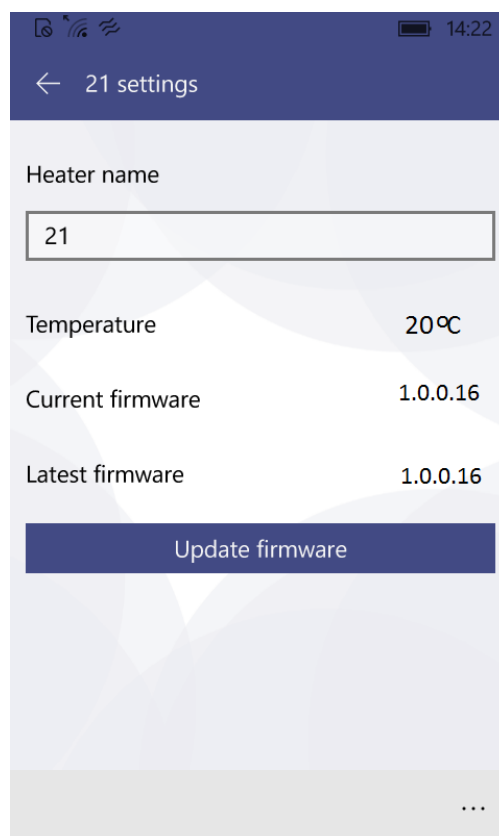 14:22
21 settings
Heater name
21
Temperature 20ºC
Current firmware 1.0.0.16
Latest firmware 1.0.0.16
Update firmware
...